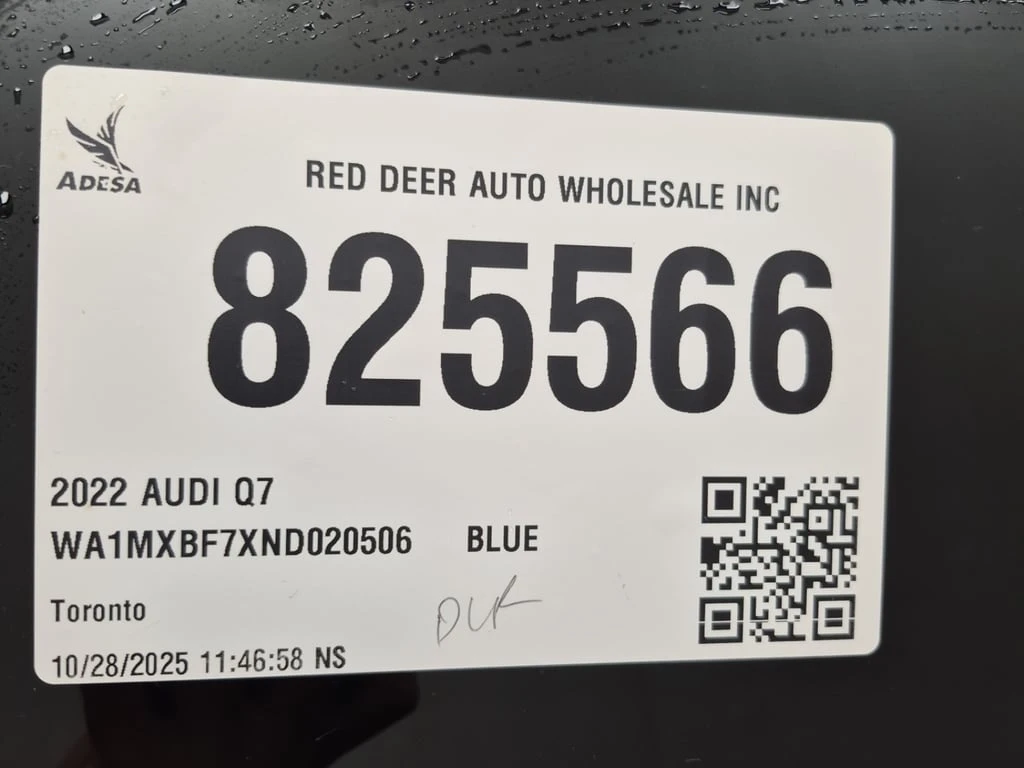 ADESA
RED DEER AUTO WHOLESALE INC
825566
2022 AUDI Q7
WA1MXBF7XND020506 BLUE
Toronto
10/28/2025 11:46:58 NS